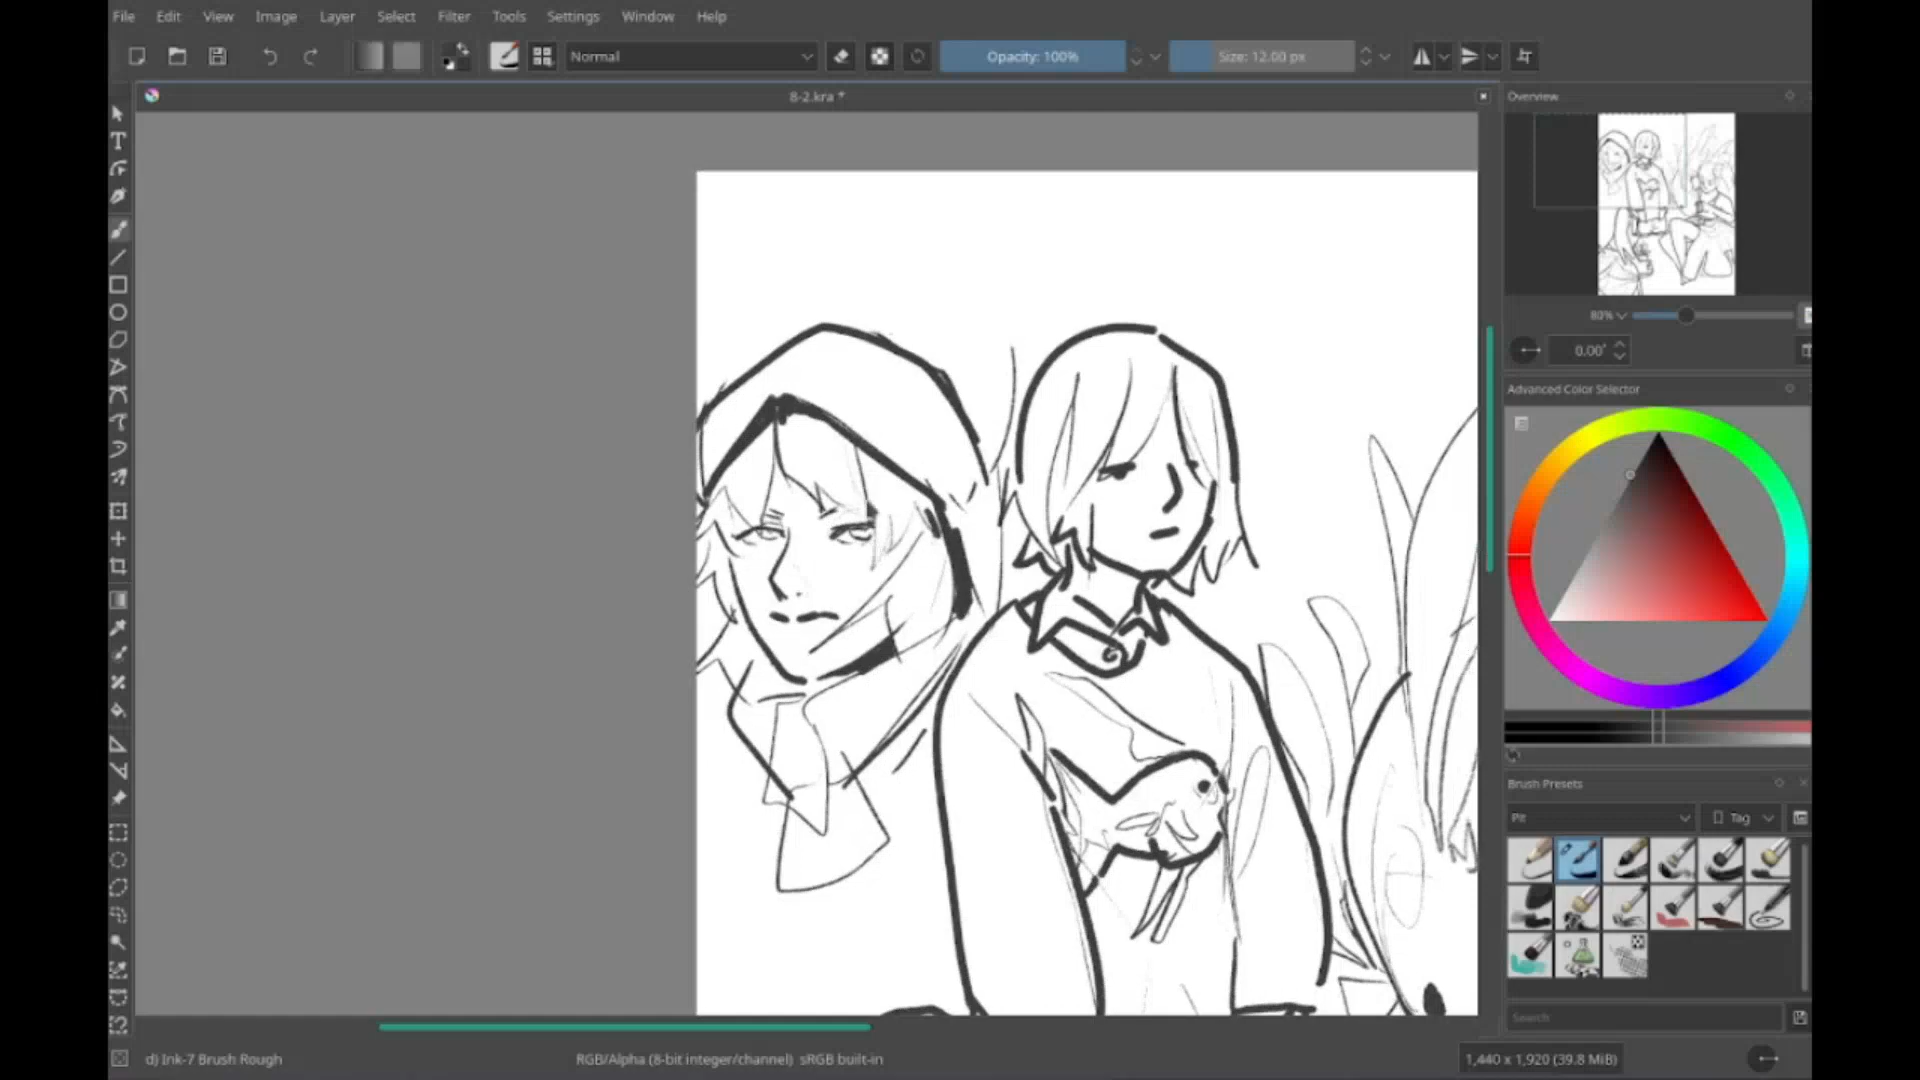 File Edit View Image Layer Select Filter Tools Settings Window Help
Normal Opacity: 100% Size: 12.00 px
8-2.kra *
Overview
80%
0.00°
Advanced Color Selector
Brush Presets
Tag
Search
d) Ink-7 Brush Rough RGB/Alpha (8-bit integer/channel) sRGB built-in 1,440 x 1,920 (39.8 MiB)